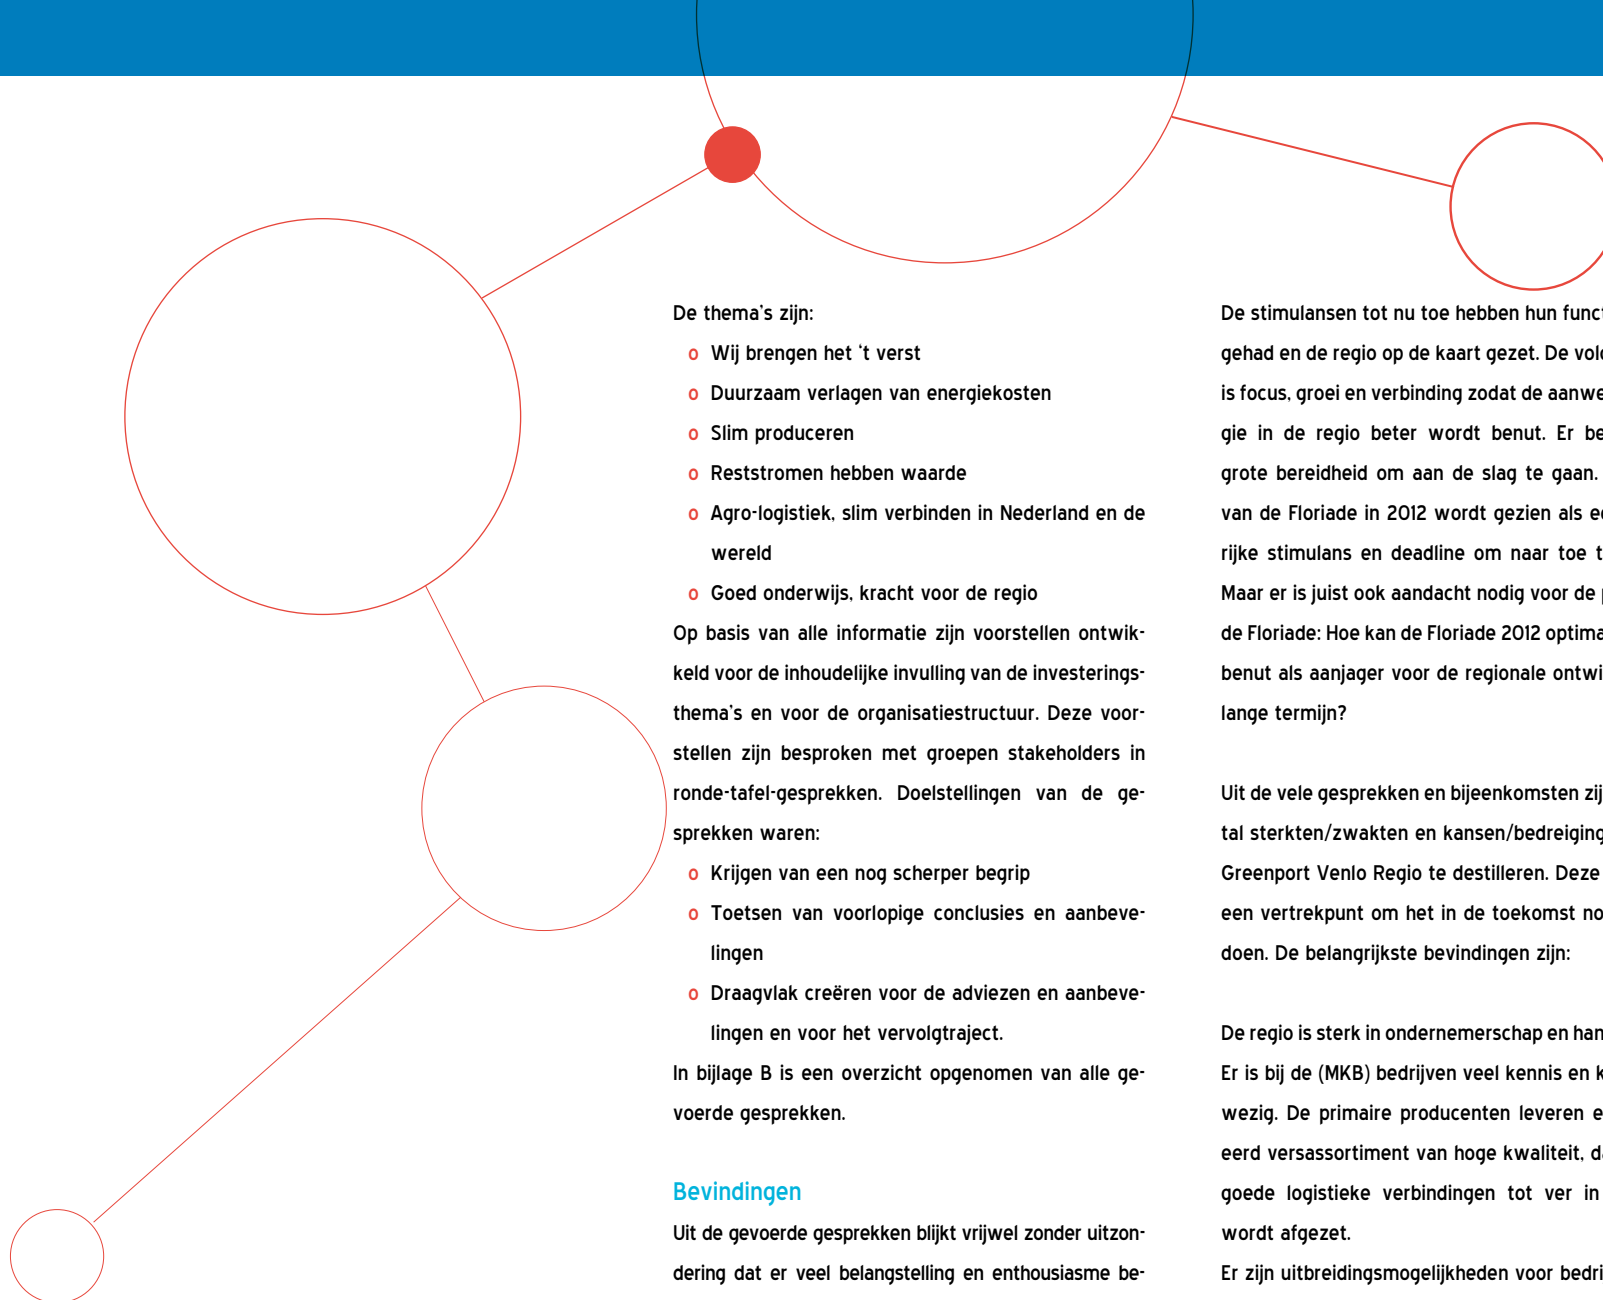 De thema's zijn:
o Wij brengen het 't verst
o Duurzaam verlagen van energiekosten
o Slim produceren
o Reststromen hebben waarde
o Agro-logistiek, slim verbinden in Nederland en de
wereld
o Goed onderwijs, kracht voor de regio
Op basis van alle informatie zijn voorstellen ontwik-
keld voor de inhoudelijke invulling van de investerings-
thema's en voor de organisatiestructuur. Deze voor-
stellen zijn besproken met groepen stakeholders in
ronde-tafel-gesprekken. Doelstellingen van de ge-
sprekken waren:
o Krijgen van een nog scherper begrip
o Toetsen van voorlopige conclusies en aanbeve-
lingen
o Draagvlak creëren voor de adviezen en aanbeve-
lingen en voor het vervolgtraject.
In bijlage B is een overzicht opgenomen van alle ge-
voerde gesprekken.
Bevindingen
Uit de gevoerde gesprekken blijkt vrijwel zonder uitzon-
dering dat er veel belangstelling en enthousiasme be-
De stimulansen tot nu toe hebben hun
gehad en de regio op de kaart gezet. De
is focus, groei en verbinding zodat de
gie in de regio beter wordt benut. Er
grote bereidheid om aan de slag te gaan.
van de Floriade in 2012 wordt gezien als
rijke stimulans en deadline om naar toe
Maar er is juist ook aandacht nodig voor de
de Floriade: Hoe kan de Floriade 2012
benut als aanjager voor de regionale
lange termijn?
Uit de vele gesprekken en bijeenkomsten
tal sterkten/zwakten en
Greenport Venlo Regio te destilleren. Deze
een vertrekpunt om het in de toekomst
doen. De belangrijkste bevindingen zijn:
De regio is sterk in ondernemerschap en
Er is bij de (MKB) bedrijven veel kennis en
wezig. De primaire producenten leveren
eerd versassortiment van hoge kwaliteit,
goede logistieke verbindingen tot ver in
wordt afgezet.
Er zijn uitbreidingsmogelijkheden voor